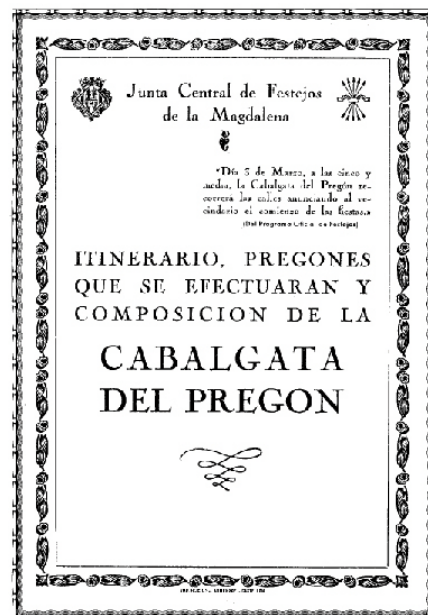 Junta Central de Festejos
de la Magdalena
"Día 3 de Marzo, a las cinco y
media, la Cabalgata del Pregón re-
correrá las calles anunciando al ve-
cindario el comienzo de las fiestas.»
(Del Programa Oficial de Festejos)
ITINERARIO, PREGONES
QUE SE EFECTUARAN Y
COMPOSICION DE LA
CABALGATA
DEL PREGON